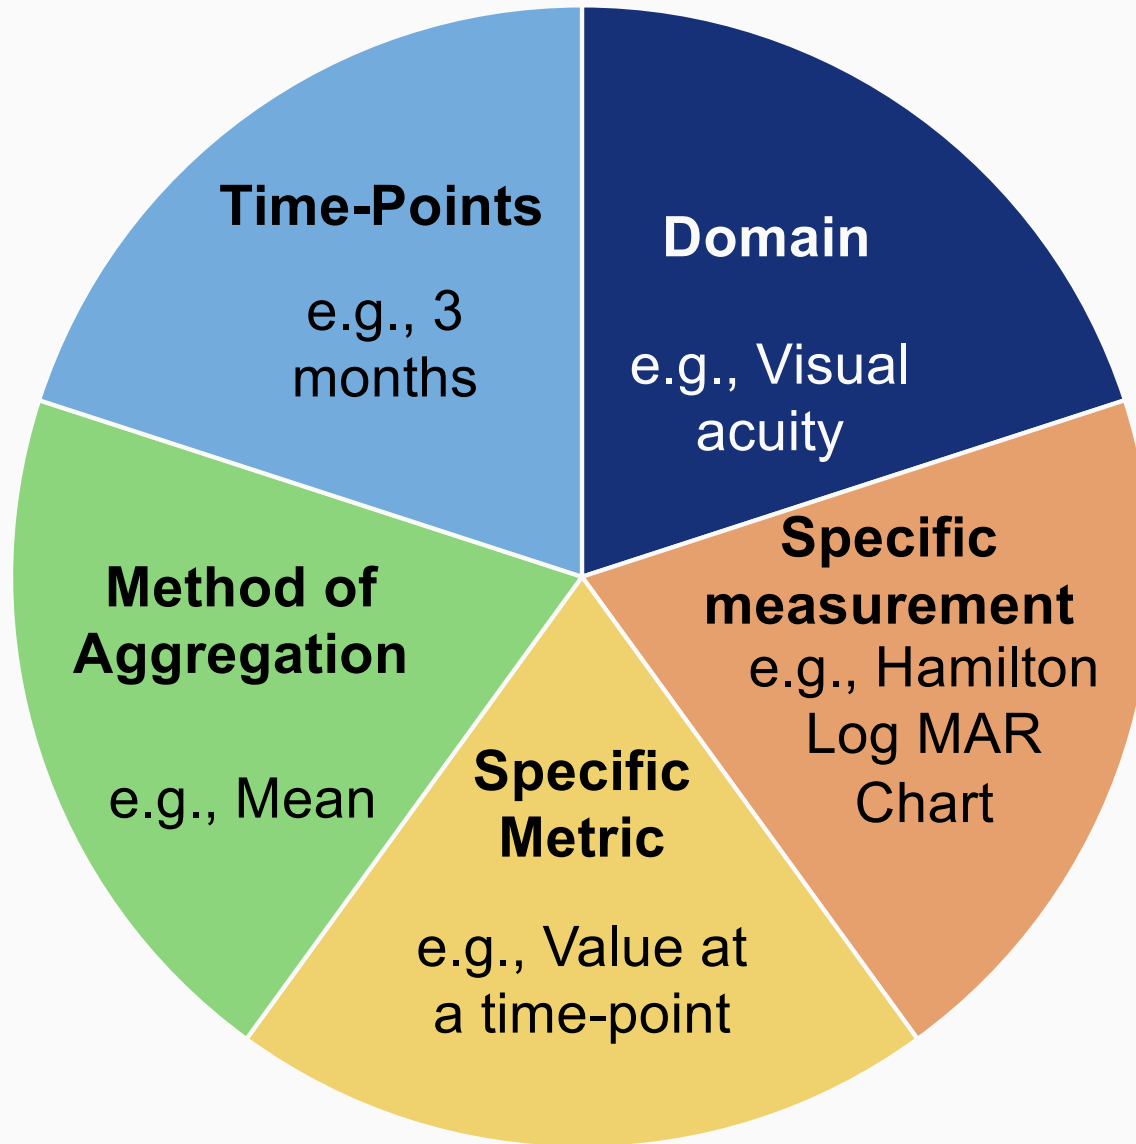 Time-Points
e.g., 3
months
Domain
e.g., Visual
acuity
Specific
measurement
e.g., Hamilton
Log MAR
Chart
Specific
Metric
e.g., Value at
a time-point
Method of
Aggregation
e.g., Mean